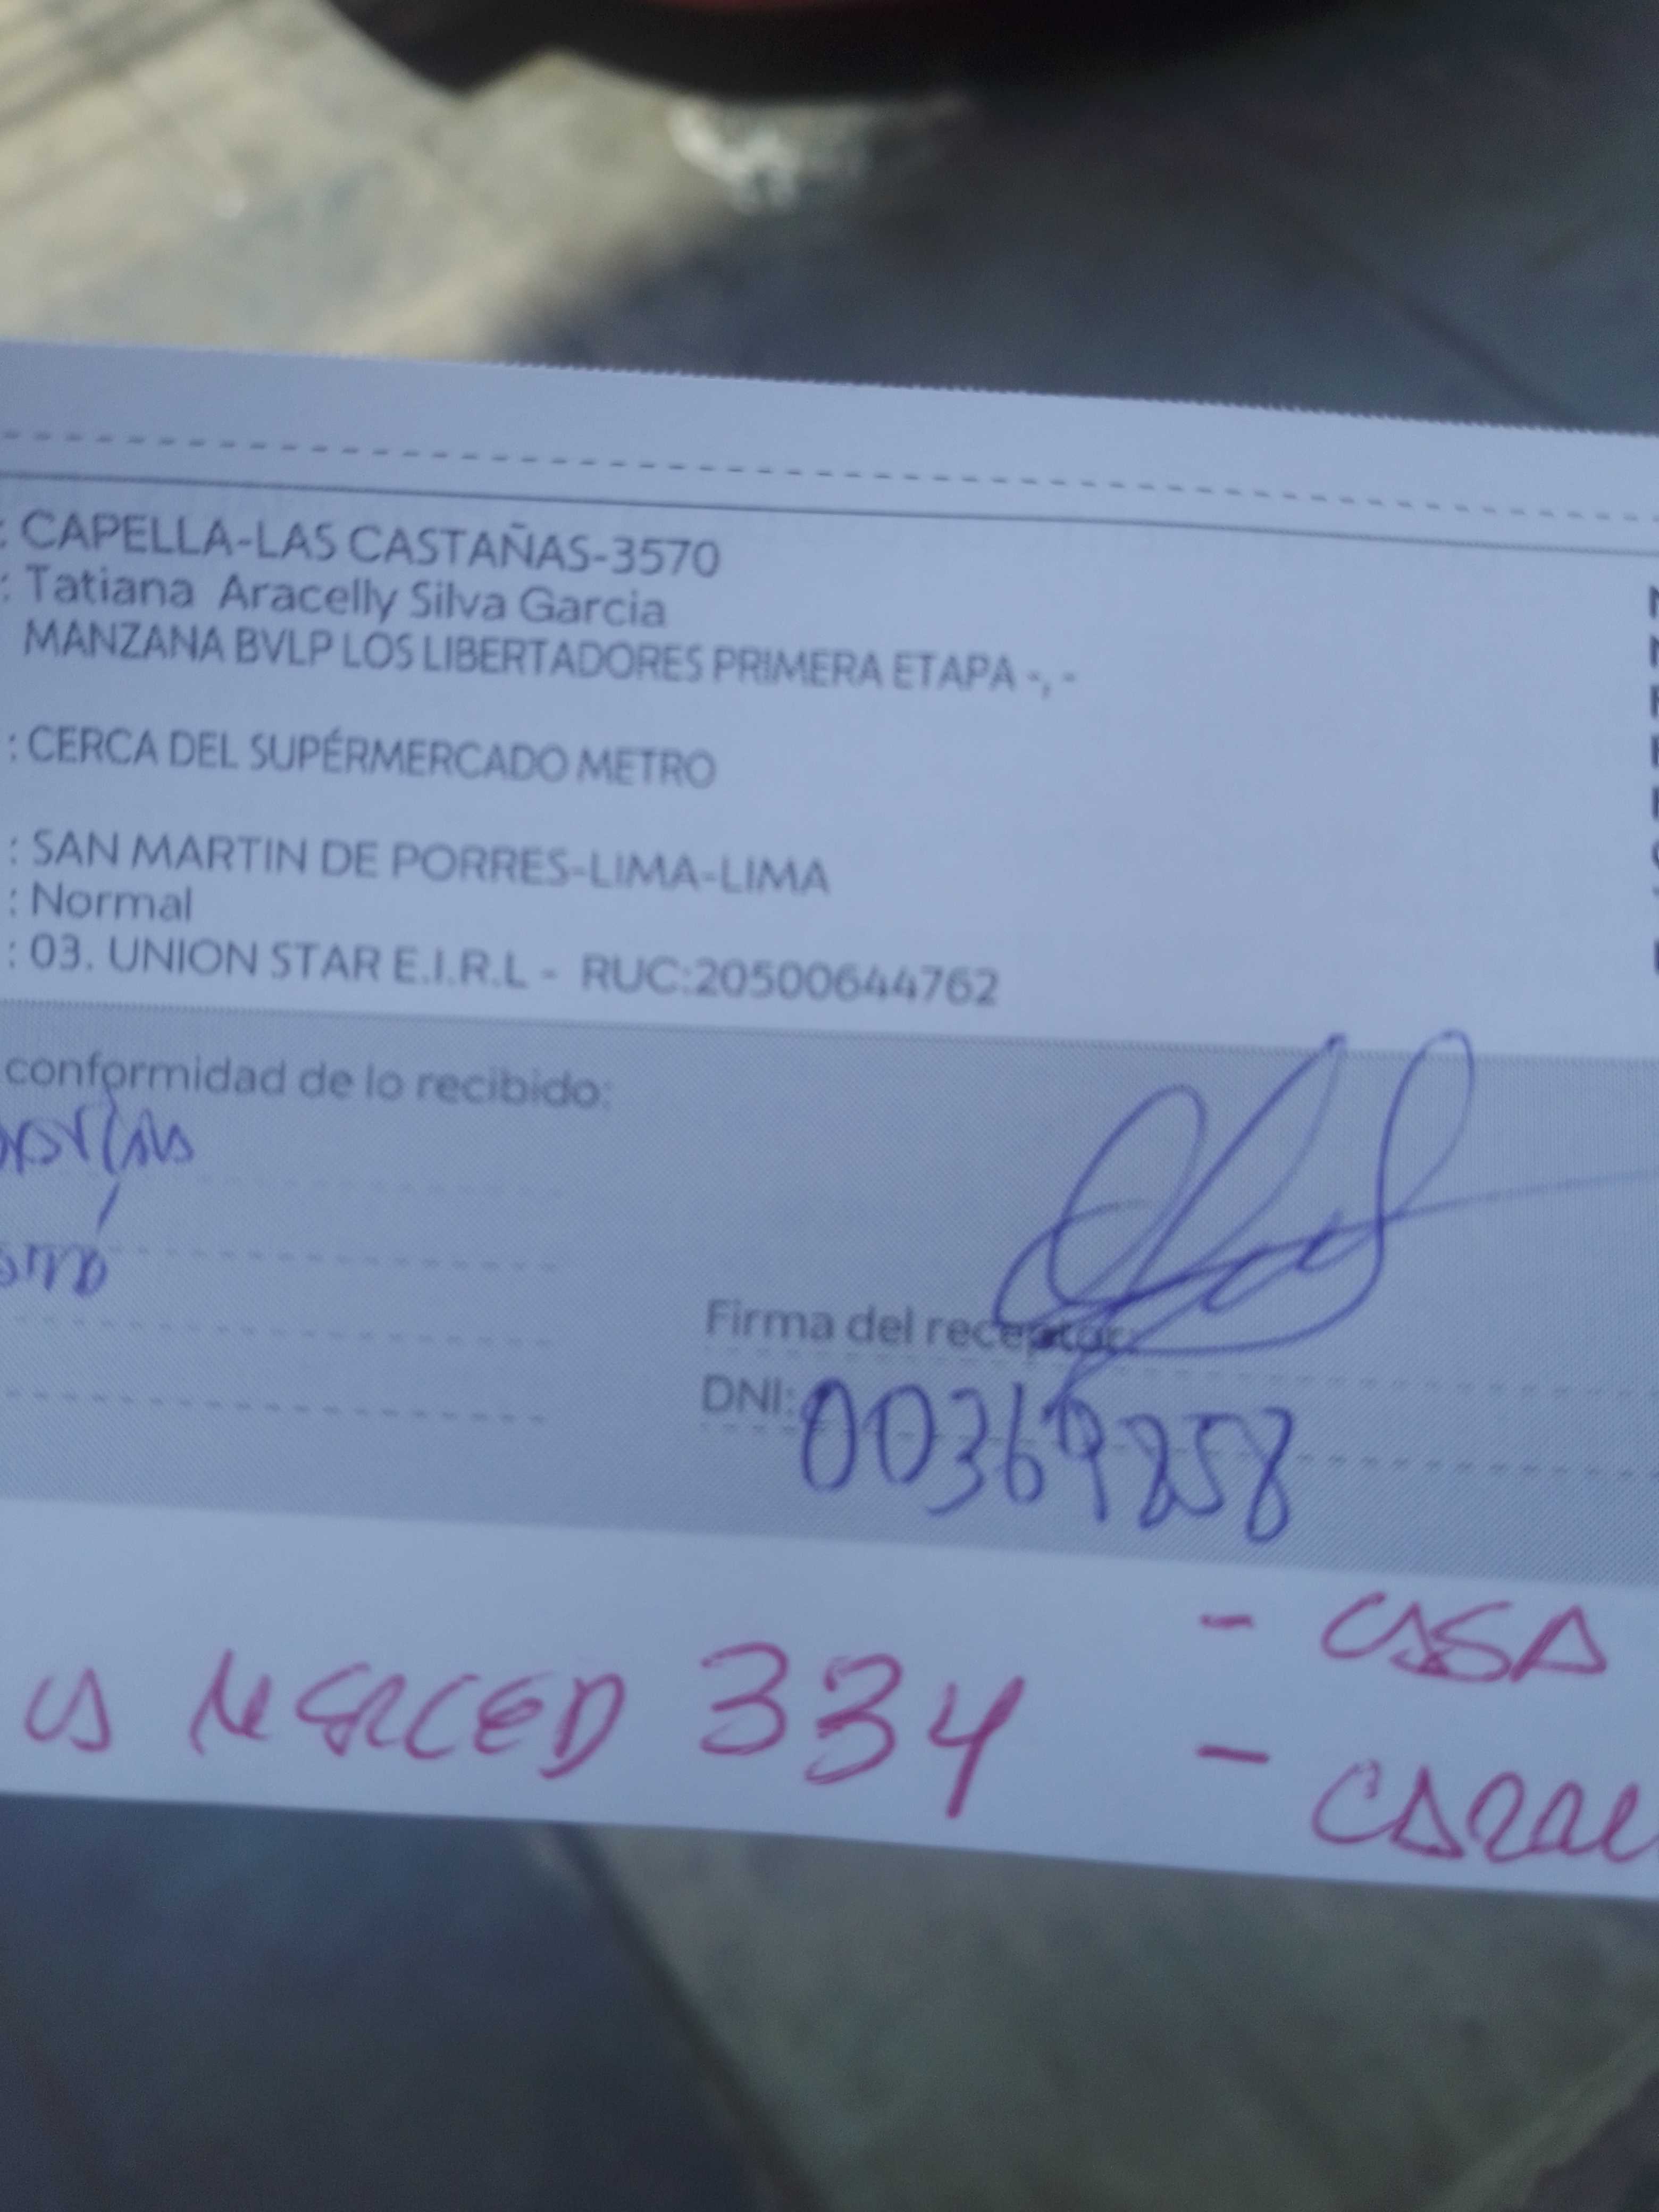 : CAPELLA-LAS CASTAÑAS-3570
: Tatiana Aracelly Silva Garcia
MANZANA BVLP LOS LIBERTADORES PRIMERA ETAPA -, -
: CERCA DEL SUPÉRMERCADO METRO
: SAN MARTIN DE PORRES-LIMA-LIMA
: Normal
: 03. UNION STAR E.I.R.L - RUC:20500644762
conformidad de lo recibido:
Firma del receptor:
DNI: 00369858
- CASA
MERCED 334